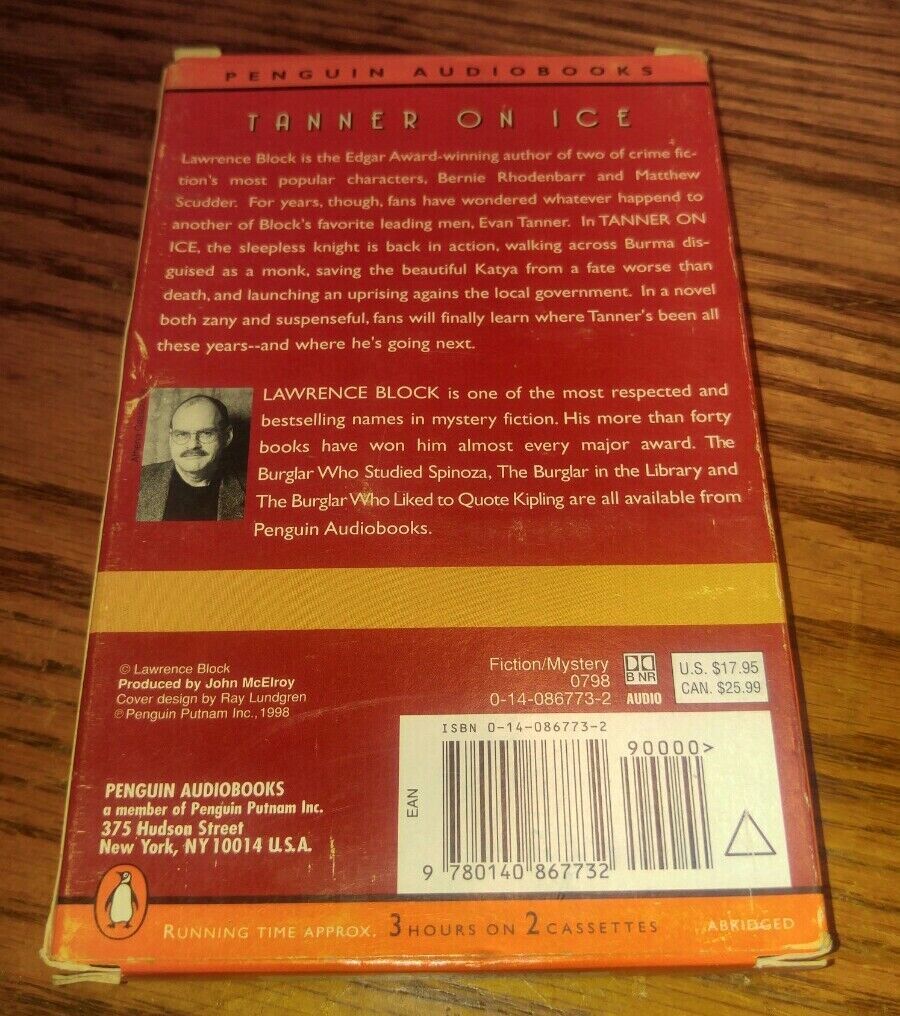 PENGUIN AUDIOBOOKS
TANNER ON ICE
Lawrence Block is the Edgar Award-winning author of two of crime fic-
tion's most popular characters, Bernie Rhodenbarr and Matthew
Scudder. For years, though, fans have wondered whatever happend to
another of Block's favorite leading men, Evan Tanner. In TANNER ON
ICE, the sleepless knight is back in action, walking across Burma dis-
guised as a monk, saving the beautiful Katya from a fate worse than
death, and launching an uprising agains the local government. In a novel
both zany and suspenseful, fans will finally learn where Tanner's been all
these years--and where he's going next.
LAWRENCE BLOCK is one of the most respected and
bestselling names in mystery fiction. His more than forty
books have won him almost every major award. The
Burglar Who Studied Spinoza, The Burglar in the Library and
The Burglar Who Liked to Quote Kipling are all available from
Penguin Audiobooks.
© Lawrence Block
Produced by John McElroy
Cover design by Ray Lundgren
℗ Penguin Putnam Inc., 1998
Fiction/Mystery
0798
0-14-086773-2
B NR
AUDIO
U.S. $17.95
CAN. $25.99
ISBN 0-14-086773-2
90000>
EAN
9 780140 867732
PENGUIN AUDIOBOOKS
a member of Penguin Putnam Inc.
375 Hudson Street
New York, NY 10014 U.S.A.
RUNNING TIME APPROX. 3 HOURS ON 2 CASSETTES
ABRIDGED